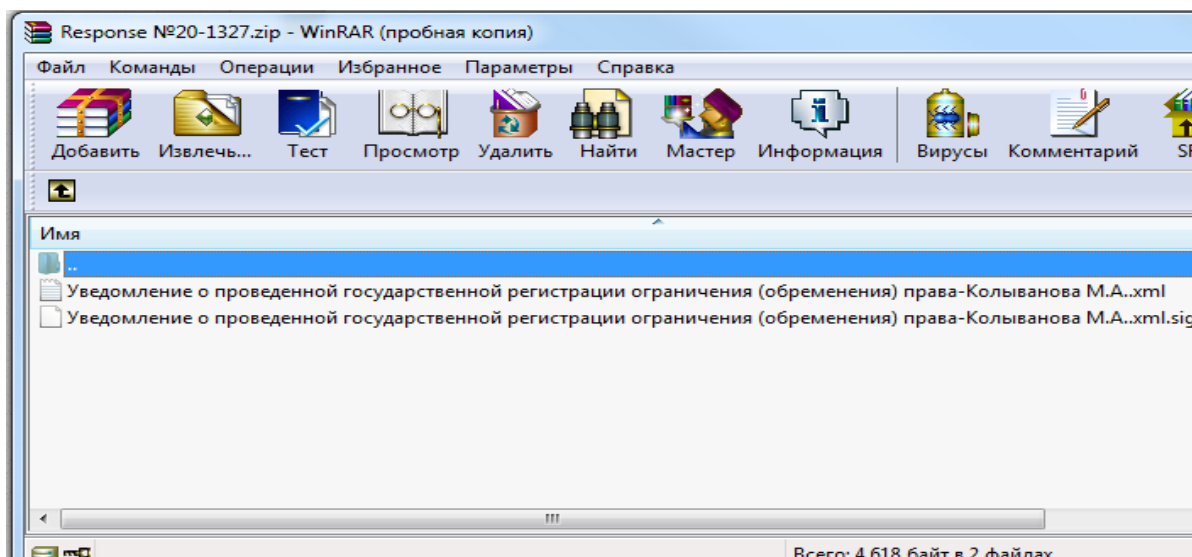 Response №20-1327.zip - WinRAR (пробная копия)
Файл Команды Операции Избранное Параметры Справка
Добавить Извлечь... Тест Просмотр Удалить Найти Мастер Информация Вирусы Комментарий
Имя
..
Уведомление о проведенной государственной регистрации ограничения (обременения) права-Колыванова М.А..xml
Уведомление о проведенной государственной регистрации ограничения (обременения) права-Колыванова М.А..xml.sig
Всего: 4 618 байт в 2 файлах